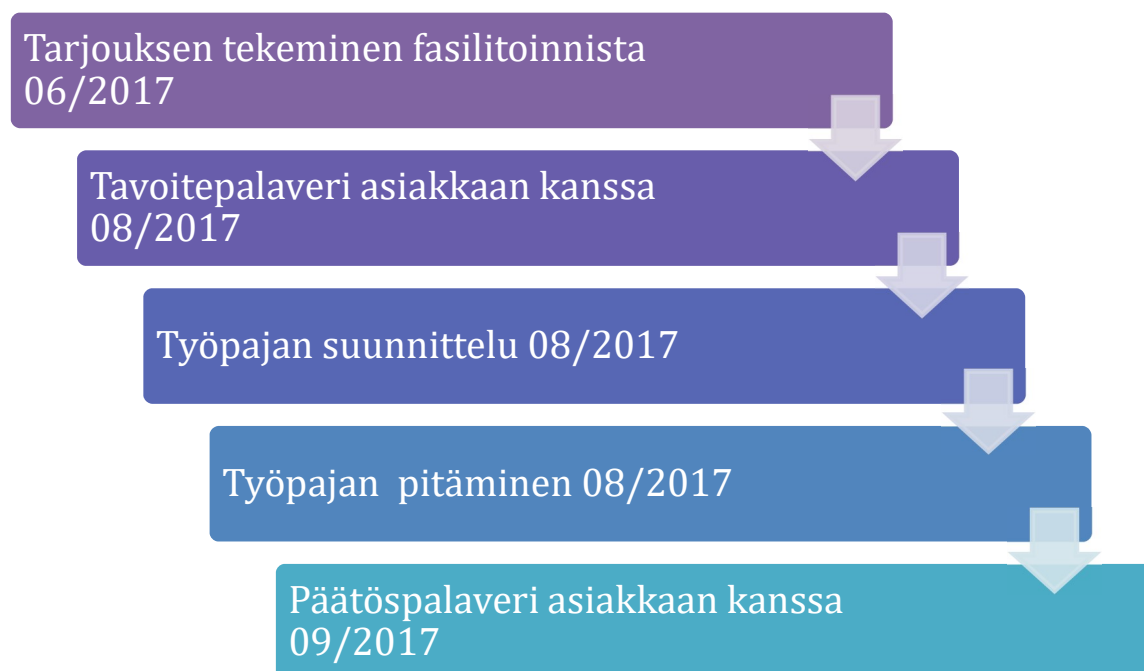 Tarjouksen tekeminen fasilitoinnista
06/2017
Tavoitepalaveri asiakkaan kanssa
08/2017
Työpajan suunnittelu 08/2017
Työpajan  pitäminen 08/2017
Päätöspalaveri asiakkaan kanssa
09/2017